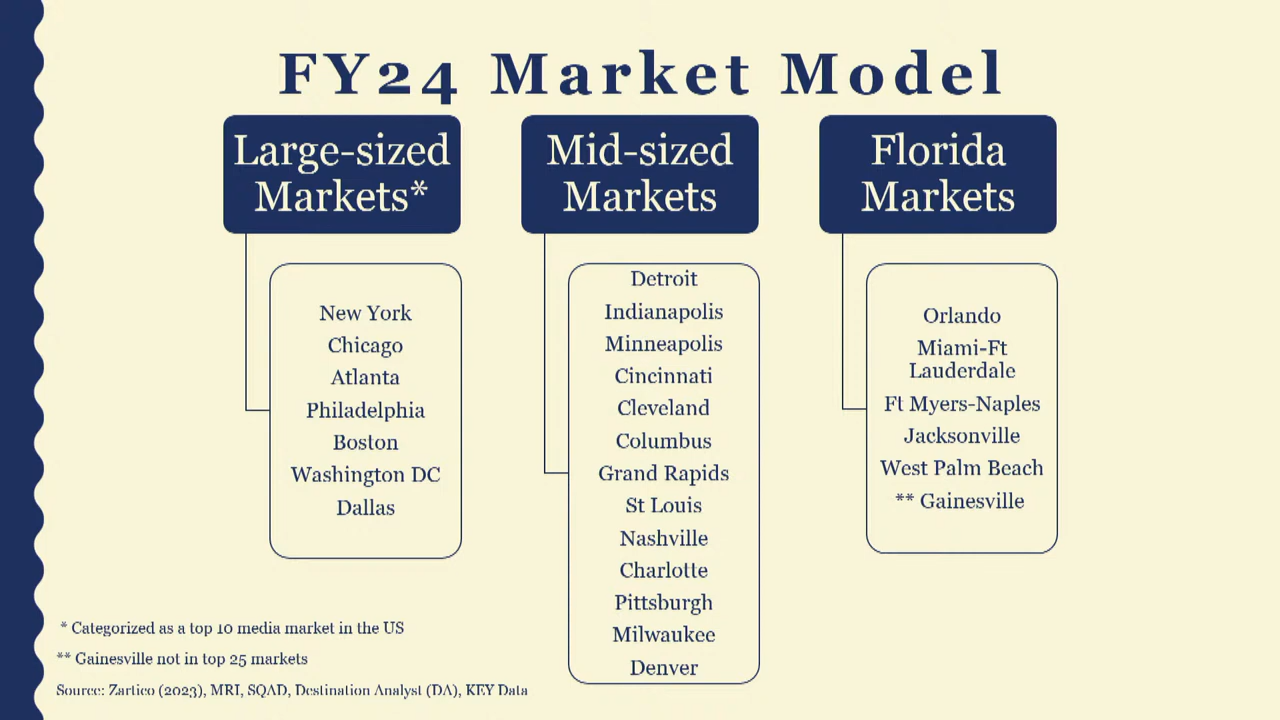 FY24 Market Model
Large-sized
Markets*
New York
Chicago
Atlanta
Philadelphia
Boston
Washington DC
Dallas
Mid-sized
Markets
Detroit
Indianapolis
Minneapolis
Cincinnati
Cleveland
Columbus
Grand Rapids
St Louis
Nashville
Charlotte
Pittsburgh
Milwaukee
Denver
Florida
Markets
Orlando
Miami-Ft
Lauderdale
Ft Myers-Naples
Jacksonville
West Palm Beach
** Gainesville
* Categorized as a top 10 media market in the US
** Gainesville not in top 25 markets
Source: Zartico (2023), MRI, SQAD, Destination Analyst (DA), KEY Data